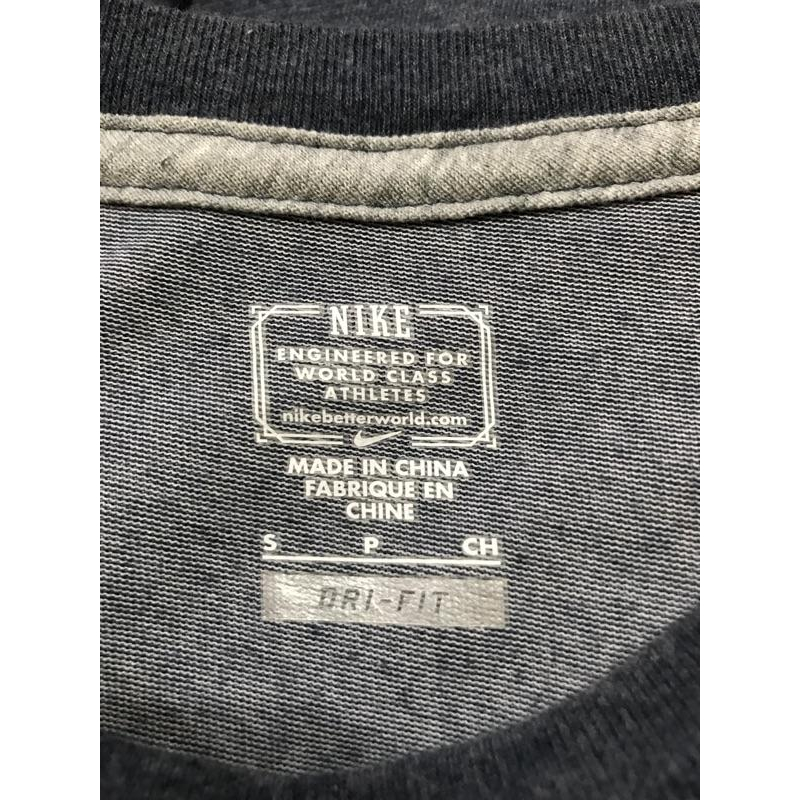 NIKE
ENGINEERED FOR
WORLD CLASS
ATHLETES
nikebetterworld.com
MADE IN CHINA
FABRIQUE EN
CHINE
S P CH
DRI-FIT